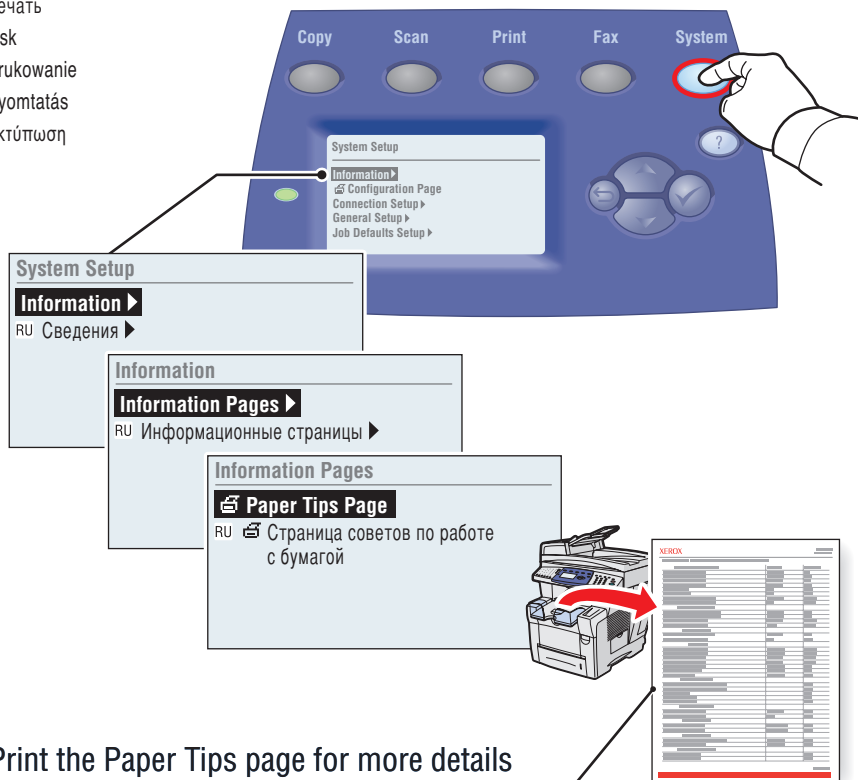 ечать
sk
rukowanie
yomtatás
κτύπωση
Copy Scan Print Fax System
?
System Setup
Information
Configuration Page
Connection Setup
General Setup
Job Defaults Setup
System Setup
Information
RU Сведения
Information
Information Pages
RU Информационные страницы
Information Pages
Paper Tips Page
RU Страница советов по работе
с бумагой
XEROX
Print the Paper Tips page for more details